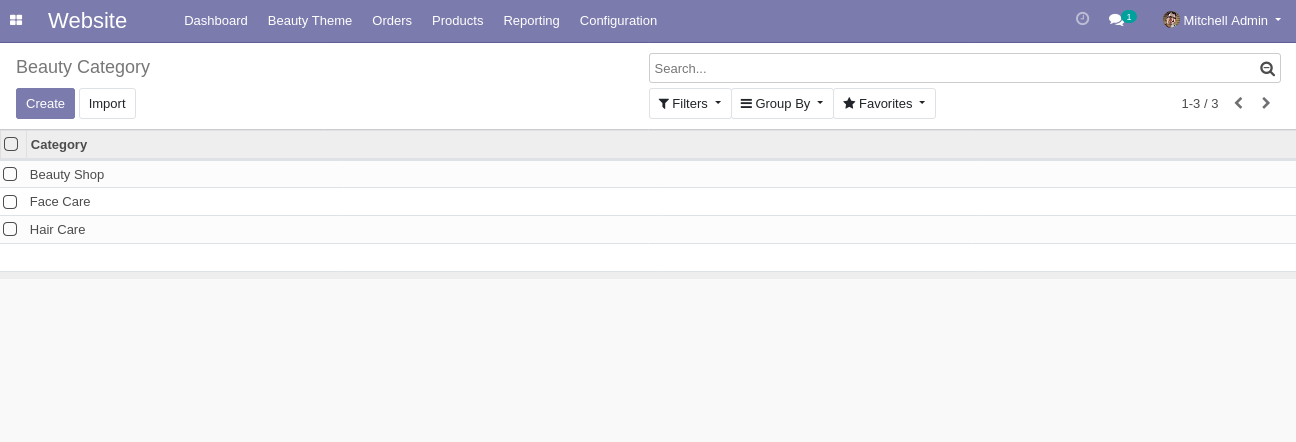 Website Dashboard Beauty Theme Orders Products Reporting Configuration 1 Mitchell Admin
Beauty Category Search...
Create Import Filters Group By Favorites 1-3 / 3
Category
Beauty Shop
Face Care
Hair Care